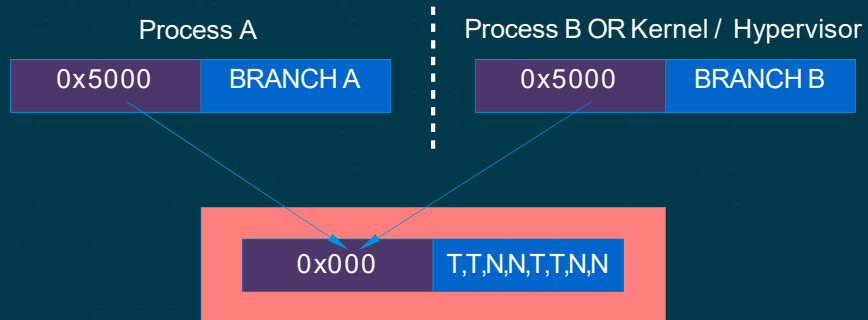 Process A
Process B OR Kernel / Hypervisor
0x5000 BRANCH A
0x5000 BRANCH B
0x000 T,T,N,N,T,T,N,N